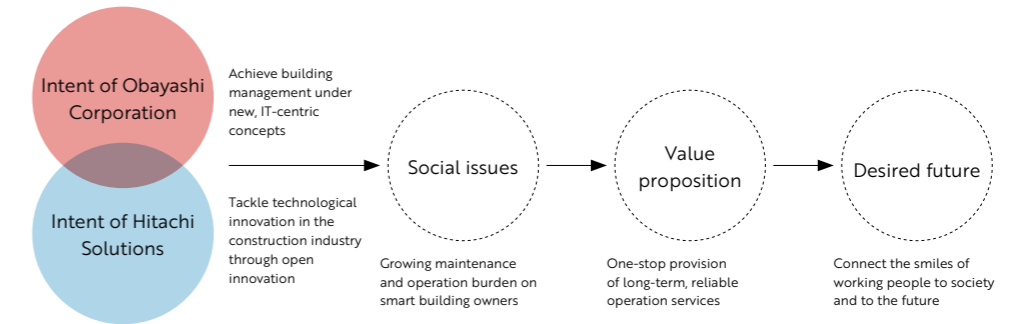 Intent of Obayashi
Corporation
Achieve building
management under
new, IT-centric
concepts
Intent of Hitachi
Solutions
Tackle technological
innovation in the
construction industry
through open
innovation
Social issues
Growing maintenance
and operation burden on
smart building owners
Value
proposition
One-stop provision
of long-term, reliable
operation services
Desired future
Connect the smiles of
working people to society
and to the future